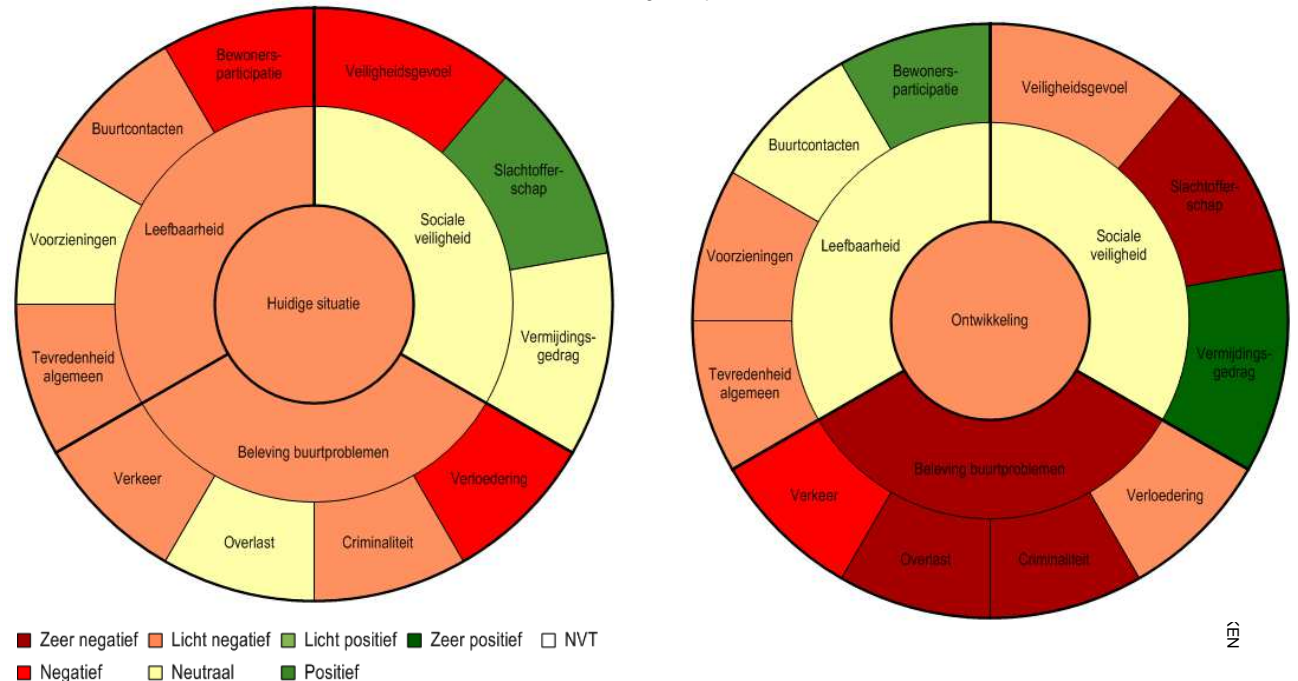 Bewoners-
participatie
Veiligheidsgevoel
Buurtcontacten
Slachtoffer-
schap
Voorzieningen
Leefbaarheid
Sociale
veiligheid
Huidige situatie
Tevredenheid
algemeen
Vermijdings-
gedrag
Beleving buurtproblemen
Verkeer
Verloedering
Overlast
Criminaliteit
Bewoners-
participatie
Veiligheidsgevoel
Buurtcontacten
Slachtoffer-
schap
Voorzieningen
Leefbaarheid
Sociale
veiligheid
Ontwikkeling
Tevredenheid
algemeen
Vermijdings-
gedrag
Beleving buurtproblemen
Verkeer
Verloedering
Overlast
Criminaliteit
Zeer negatief Licht negatief Licht positief Zeer positief NVT
Negatief Neutraal Positief